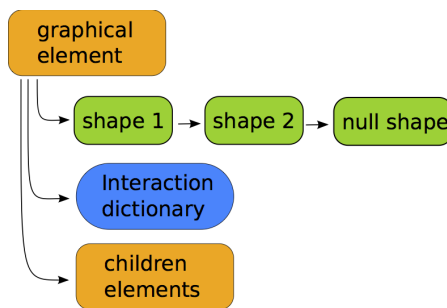 graphical
element
shape 1
shape 2
null shape
Interaction
dictionary
children
elements